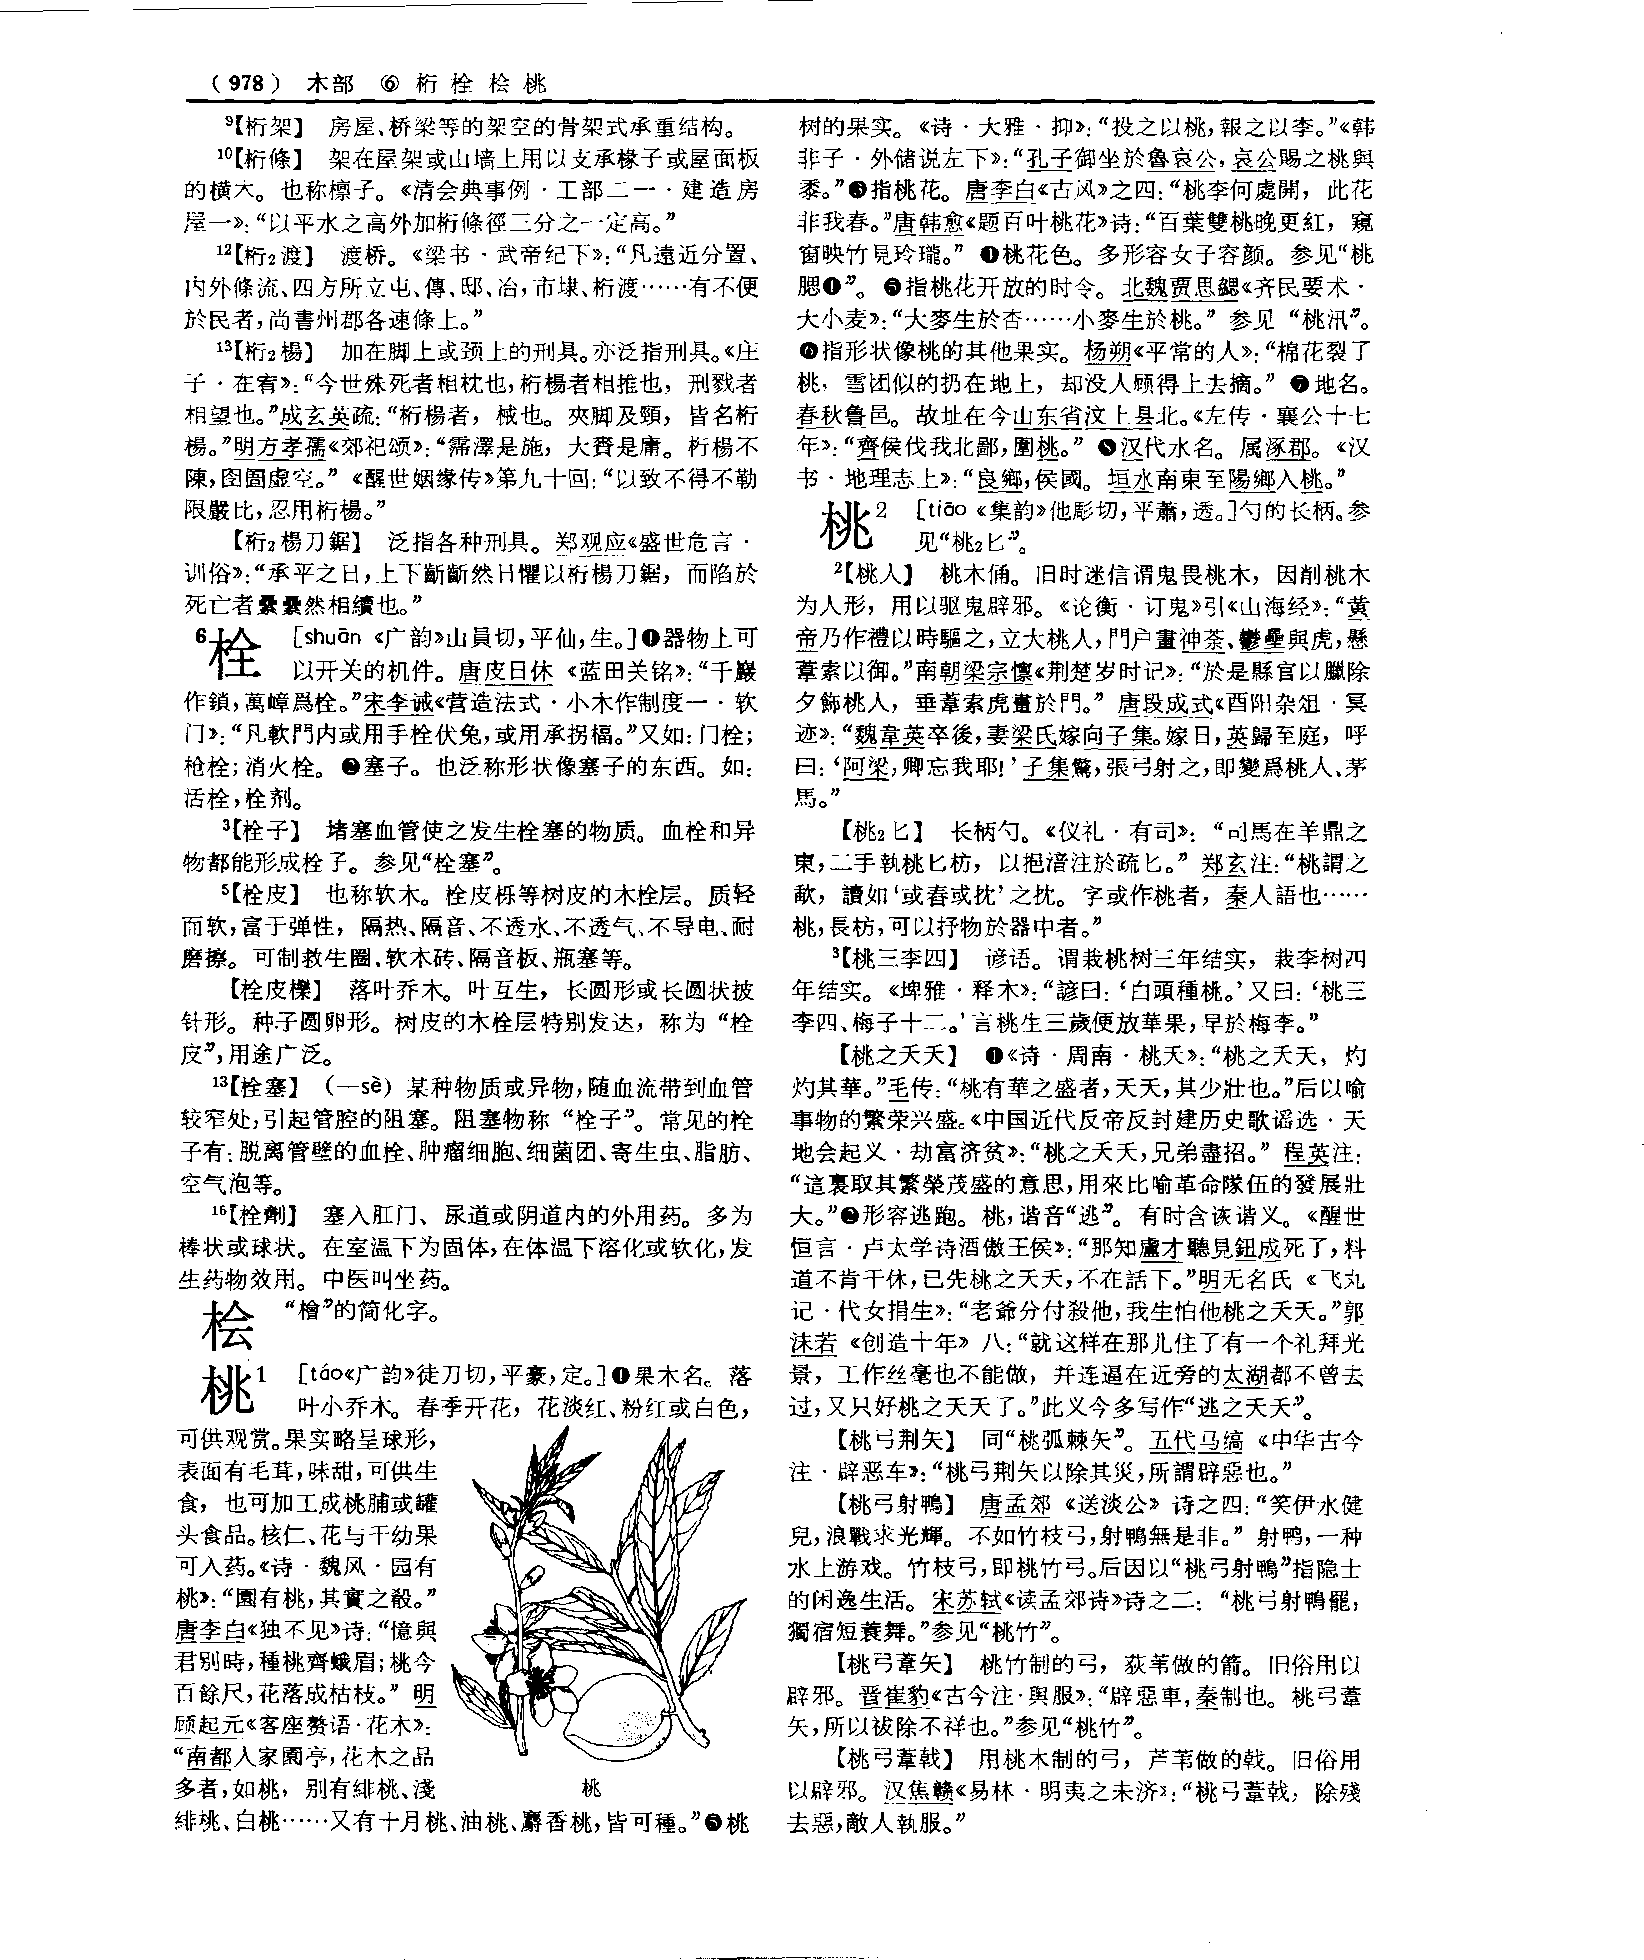 (978) 木部 ⑥ 桁 栓 桧 桃
⁹【桁架】 房屋、桥梁等的架空的骨架式承重结构。
¹⁰【桁條】 架在屋架或山墙上用以支承椽子或屋面板
的横木。也称檩子。《清会典事例·工部二一·建造房
屋一》：“以平水之高外加桁條徑三分之一定高。”
¹²【桁₂渡】 渡桥。《梁书·武帝纪下》：“凡遠近分置、
内外條流、四方所立屯、傳、邸、冶，市埭、桁渡……有不便
於民者，尚書州郡各速條上。”
¹³【桁₂楊】 加在脚上或颈上的刑具。亦泛指刑具。《庄
子·在宥》：“今世殊死者相枕也，桁楊者相推也，刑戮者
相望也。”成玄英疏：“桁楊者，械也。夾脚及頸，皆名桁
楊。”明方孝孺《郊祀颂》：“霈澤是施，大賚是庸。桁楊不
陳，囹圄虚空。”《醒世姻缘传》第九十回：“以致不得不勒
限嚴比，忍用桁楊。”
【桁₂楊刀鋸】 泛指各种刑具。郑观应《盛世危言·
训俗》：“承平之日，上下齗齗然日懼以桁楊刀鋸，而陷於
死亡者纍纍然相續也。”
⁶栓 [shuān 《广韵》山員切，平仙，生。]❶器物上可
以开关的机件。唐皮日休《蓝田关铭》：“千巖
作鎖，萬嶂爲栓。”宋李诫《营造法式·小木作制度一·软
门》：“凡軟門内或用手栓伏兔，或用承拐楅。”又如：门栓；
枪栓；消火栓。❷塞子。也泛称形状像塞子的东西。如：
活栓，栓剂。
³【栓子】 堵塞血管使之发生栓塞的物质。血栓和异
物都能形成栓子。参见“栓塞”。
⁵【栓皮】 也称软木。栓皮栎等树皮的木栓层。质轻
而软，富于弹性，隔热、隔音、不透水、不透气、不导电、耐
磨擦。可制救生圈、软木砖、隔音板、瓶塞等。
【栓皮櫟】 落叶乔木。叶互生，长圆形或长圆状披
针形。种子圆卵形。树皮的木栓层特别发达，称为“栓
皮”，用途广泛。
¹³【栓塞】 (—sè) 某种物质或异物，随血流带到血管
较窄处，引起管腔的阻塞。阻塞物称“栓子”。常见的栓
子有：脱离管壁的血栓、肿瘤细胞、细菌团、寄生虫、脂肪、
空气泡等。
¹⁶【栓劑】 塞入肛门、尿道或阴道内的外用药。多为
棒状或球状。在室温下为固体，在体温下溶化或软化，发
生药物效用。中医叫坐药。
桧 “檜”的简化字。
桃1 [táo《广韵》徒刀切，平豪，定。]❶果木名。落
叶小乔木。春季开花，花淡红、粉红或白色，
可供观赏。果实略呈球形，
表面有毛茸，味甜，可供生
食，也可加工成桃脯或罐
头食品。核仁、花与干幼果
可入药。《诗·魏风·园有
桃》：“園有桃，其實之殽。”
唐李白《独不见》诗：“憶與
君别時，種桃齊蛾眉；桃今
百餘尺，花落成枯枝。”明
顾起元《客座赘语·花木》：
“南都人家園亭，花木之品
多者，如桃，别有緋桃、淺
緋桃、白桃……又有十月桃、油桃、麝香桃，皆可種。”❷桃
桃
树的果实。《诗·大雅·抑》：“投之以桃，報之以李。”《韩
非子·外储说左下》：“孔子御坐於魯哀公，哀公賜之桃與
黍。”❸指桃花。唐李白《古风》之四：“桃李何處開，此花
非我春。”唐韩愈《题百叶桃花》诗：“百葉雙桃晚更紅，窺
窗映竹見玲瓏。”❹桃花色。多形容女子容颜。参见“桃
腮❶”。❺指桃花开放的时令。北魏贾思勰《齐民要术·
大小麦》：“大麥生於杏……小麥生於桃。”参见“桃汛”。
❻指形状像桃的其他果实。杨朔《平常的人》：“棉花裂了
桃，雪团似的扔在地上，却没人顾得上去摘。”❼地名。
春秋鲁邑。故址在今山东省汶上县北。《左传·襄公十七
年》：“齊侯伐我北鄙，圍桃。”❽汉代水名。属涿郡。《汉
书·地理志上》：“良鄉，侯國。垣水南東至陽鄉入桃。”
桃2 [tiāo 《集韵》他彫切，平蕭，透。]勺的长柄。参
见“桃₂匕”。
²【桃人】 桃木俑。旧时迷信谓鬼畏桃木，因削桃木
为人形，用以驱鬼辟邪。《论衡·订鬼》引《山海经》：“黄
帝乃作禮以時驅之，立大桃人，門户畫神荼、鬱壘與虎，懸
葦索以御。”南朝梁宗懔《荆楚岁时记》：“於是縣官以臘除
夕飾桃人，垂葦索虎畫於門。”唐段成式《酉阳杂俎·冥
迹》：“魏韋英卒後，妻梁氏嫁向子集。嫁日，英歸至庭，呼
曰：‘阿梁，卿忘我耶！’子集驚，張弓射之，即變爲桃人、茅
馬。”
【桃₂匕】 长柄勺。《仪礼·有司》：“司馬在羊鼎之
東，二手執桃匕枋，以挹湆注於疏匕。”郑玄注：“桃謂之
歃，讀如‘或舂或抌’之抌。字或作桃者，秦人語也……
桃，長枋，可以抒物於器中者。”
³【桃三李四】 谚语。谓栽桃树三年结实，栽李树四
年结实。《埤雅·释木》：“諺曰：‘白頭種桃。’又曰：‘桃三
李四、梅子十二。’言桃生三歲便放華果，早於梅李。”
【桃之夭夭】 ❶《诗·周南·桃夭》：“桃之夭夭，灼
灼其華。”毛传：“桃有華之盛者，夭夭，其少壯也。”后以喻
事物的繁荣兴盛。《中国近代反帝反封建历史歌谣选·天
地会起义·劫富济贫》：“桃之夭夭，兄弟盡招。”程英注：
“這裏取其繁榮茂盛的意思，用來比喻革命隊伍的發展壯
大。”❷形容逃跑。桃，谐音“逃”。有时含诙谐义。《醒世
恒言·卢太学诗酒傲王侯》：“那知盧才聽見鈕成死了，料
道不肯干休，已先桃之夭夭，不在話下。”明无名氏《飞丸
记·代女捐生》：“老爺分付殺他，我生怕他桃之夭夭。”郭
沫若《创造十年》八：“就这样在那儿住了有一个礼拜光
景，工作丝毫也不能做，并连逼在近旁的太湖都不曾去
过，又只好桃之夭夭了。”此义今多写作“逃之夭夭”。
【桃弓荆矢】 同“桃弧棘矢”。五代马缟《中华古今
注·辟恶车》：“桃弓荆矢以除其災，所謂辟惡也。”
【桃弓射鴨】 唐孟郊《送淡公》诗之四：“笑伊水健
兒，浪戰求光輝。不如竹枝弓，射鴨無是非。”射鸭，一种
水上游戏。竹枝弓，即桃竹弓。后因以“桃弓射鴨”指隐士
的闲逸生活。宋苏轼《读孟郊诗》诗之二：“桃弓射鴨罷，
獨宿短蓑舞。”参见“桃竹”。
【桃弓葦矢】 桃竹制的弓，荻苇做的箭。旧俗用以
辟邪。晋崔豹《古今注·舆服》：“辟惡車，秦制也。桃弓葦
矢，所以祓除不祥也。”参见“桃竹”。
【桃弓葦戟】 用桃木制的弓，芦苇做的戟。旧俗用
以辟邪。汉焦赣《易林·明夷之未济》：“桃弓葦戟，除殘
去惡，敵人執服。”